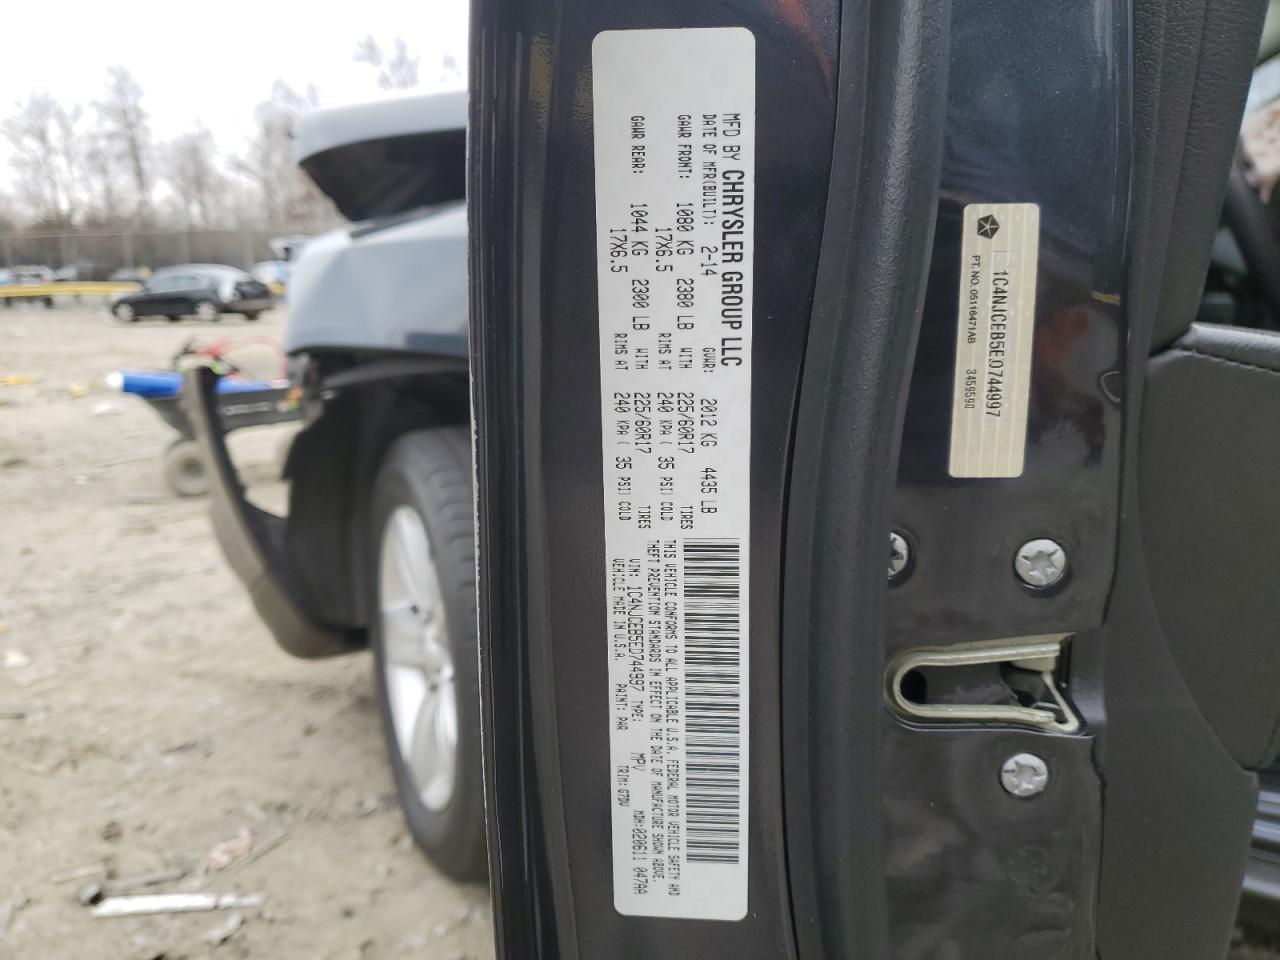 MFD BY CHRYSLER GROUP LLC
DATE OF MFR(BUILT): 2-14 GVWR: 2012 KG 4435 LB
GAWR FRONT: 1080 KG 2380 LB WITH 225/60R17 TIRES
17X6.5 RIMS AT 240 KPA ( 35 PSI) COLD
GAWR REAR: 1044 KG 2300 LB WITH 225/60R17 TIRES
17X6.5 RIMS AT 240 KPA ( 35 PSI) COLD
THIS VEHICLE CONFORMS TO ALL APPLICABLE U.S.A. FEDERAL MOTOR VEHICLE SAFETY AND
THEFT PREVENTION STANDARDS IN EFFECT ON THE DATE OF MANUFACTURE SHOWN ABOVE.
VIN: 1C4NJCEB5ED744997 TYPE: MPV MDH:020611 047AA
VEHICLE MADE IN U.S.A. PAINT: PAR TRIM: G7DV
1C4NJCEB5ED744997
PT. NO. 05116471AB 3459590